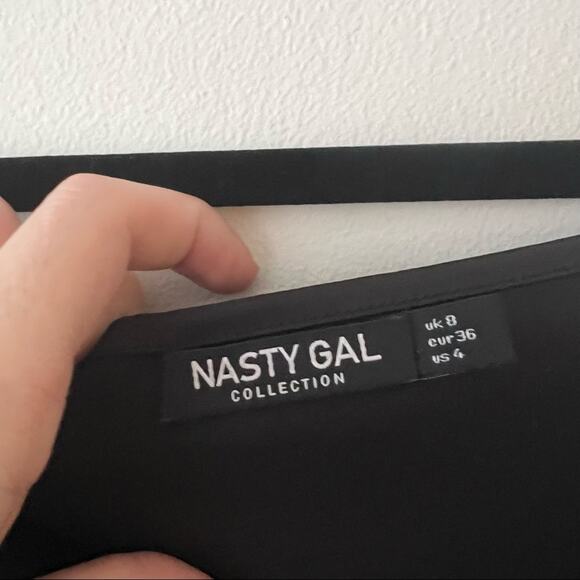 NASTY GAL
COLLECTION
uk 8
eur 36
us 4